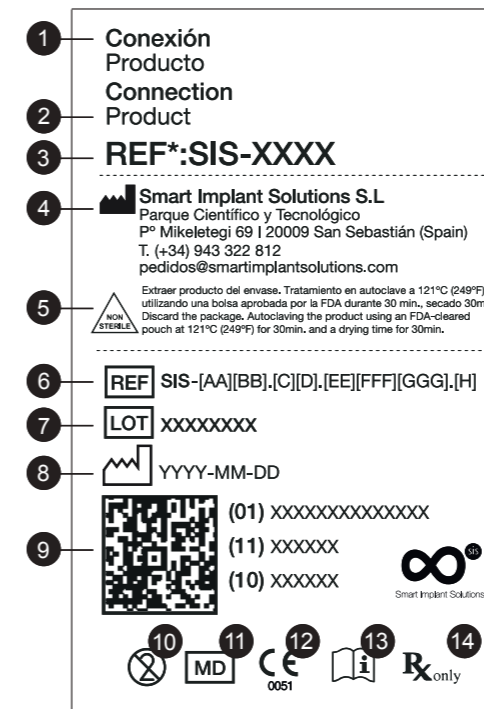 1 Conexión
Producto
Connection
2 Product
3 REF*:SIS-XXXX
4 Smart Implant Solutions S.L
Parque Científico y Tecnológico
Pº Mikeletegi 69 I 20009 San Sebastián (Spain)
T. (+34) 943 322 812
pedidos@smartimplantsolutions.com
5 NON STERILE
Extraer producto del envase. Tratamiento en autoclave a 121ºC (249ºF)
utilizando una bolsa aprobada por la FDA durante 30 min., secado 30m
Discard the package. Autoclaving the product using an FDA-cleared
pouch at 121ºC (249ºF) for 30min. and a drying time for 30min.
6 REF SIS-[AA][BB].[C][D].[EE][FFF][GGG].[H]
7 LOT XXXXXXXX
8 YYYY-MM-DD
9 (01) XXXXXXXXXXXXXX
(11) XXXXXX
(10) XXXXXX
sis
Smart Implant Solutions
10 11 12 13 14
2 MD CE i Rx only
0051